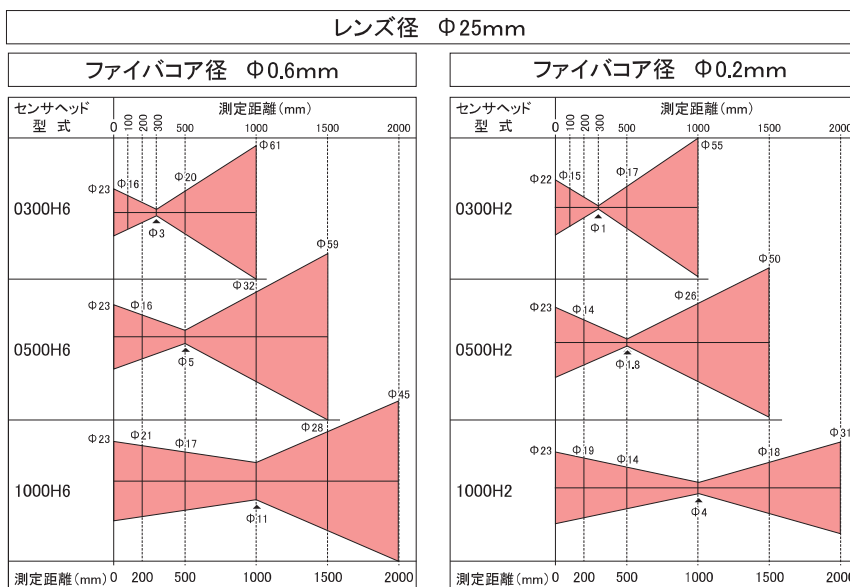 レンズ径 Φ25mm
ファイバコア径 Φ0.6mm
センサヘッド
型 式
測定距離(mm)
0 100 200 300 500 1000 1500 2000
0300H6
Φ23 Φ16 Φ3 Φ20 Φ61
0500H6
Φ23 Φ16 Φ5 Φ32 Φ59
1000H6
Φ23 Φ21 Φ17 Φ11 Φ28 Φ45
測定距離(mm) 0 200 500 1000 1500 2000
ファイバコア径 Φ0.2mm
センサヘッド
型 式
測定距離(mm)
0 100 200 300 500 1000 1500 2000
0300H2
Φ22 Φ15 Φ1 Φ17 Φ55
0500H2
Φ23 Φ14 Φ1.8 Φ26 Φ50
1000H2
Φ23 Φ19 Φ14 Φ4 Φ18 Φ31
測定距離(mm) 0 200 500 1000 1500 2000